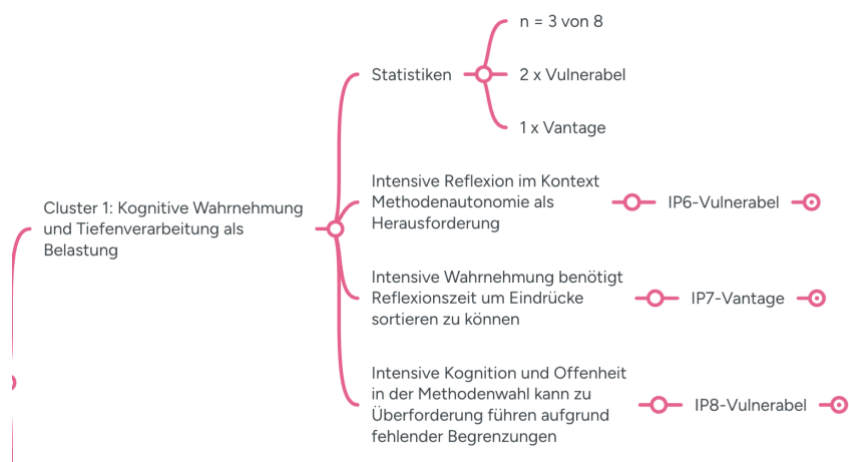 Cluster 1: Kognitive Wahrnehmung
und Tiefenverarbeitung als
Belastung
Statistiken
n = 3 von 8
2 x Vulnerabel
1 x Vantage
Intensive Reflexion im Kontext
Methodenautonomie als
Herausforderung
IP6-Vulnerabel
Intensive Wahrnehmung benötigt
Reflexionszeit um Eindrücke
sortieren zu können
IP7-Vantage
Intensive Kognition und Offenheit
in der Methodenwahl kann zu
Überforderung führen aufgrund
fehlender Begrenzungen
IP8-Vulnerabel